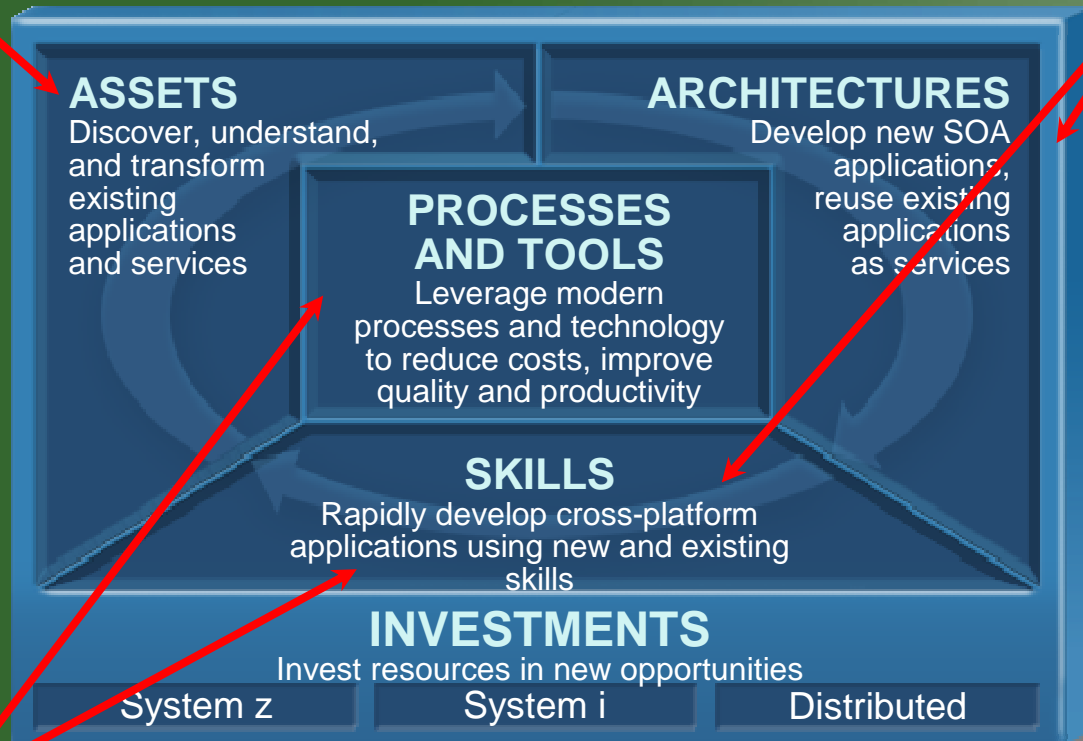 ASSETS
Discover, understand,
and transform
existing
applications
and services
ARCHITECTURES
Develop new SOA
applications,
reuse existing
applications
as services
PROCESSES
AND TOOLS
Leverage modern
processes and technology
to reduce costs, improve
quality and productivity
SKILLS
Rapidly develop cross-platform
applications using new and existing
skills
INVESTMENTS
Invest resources in new opportunities
System z
System i
Distributed